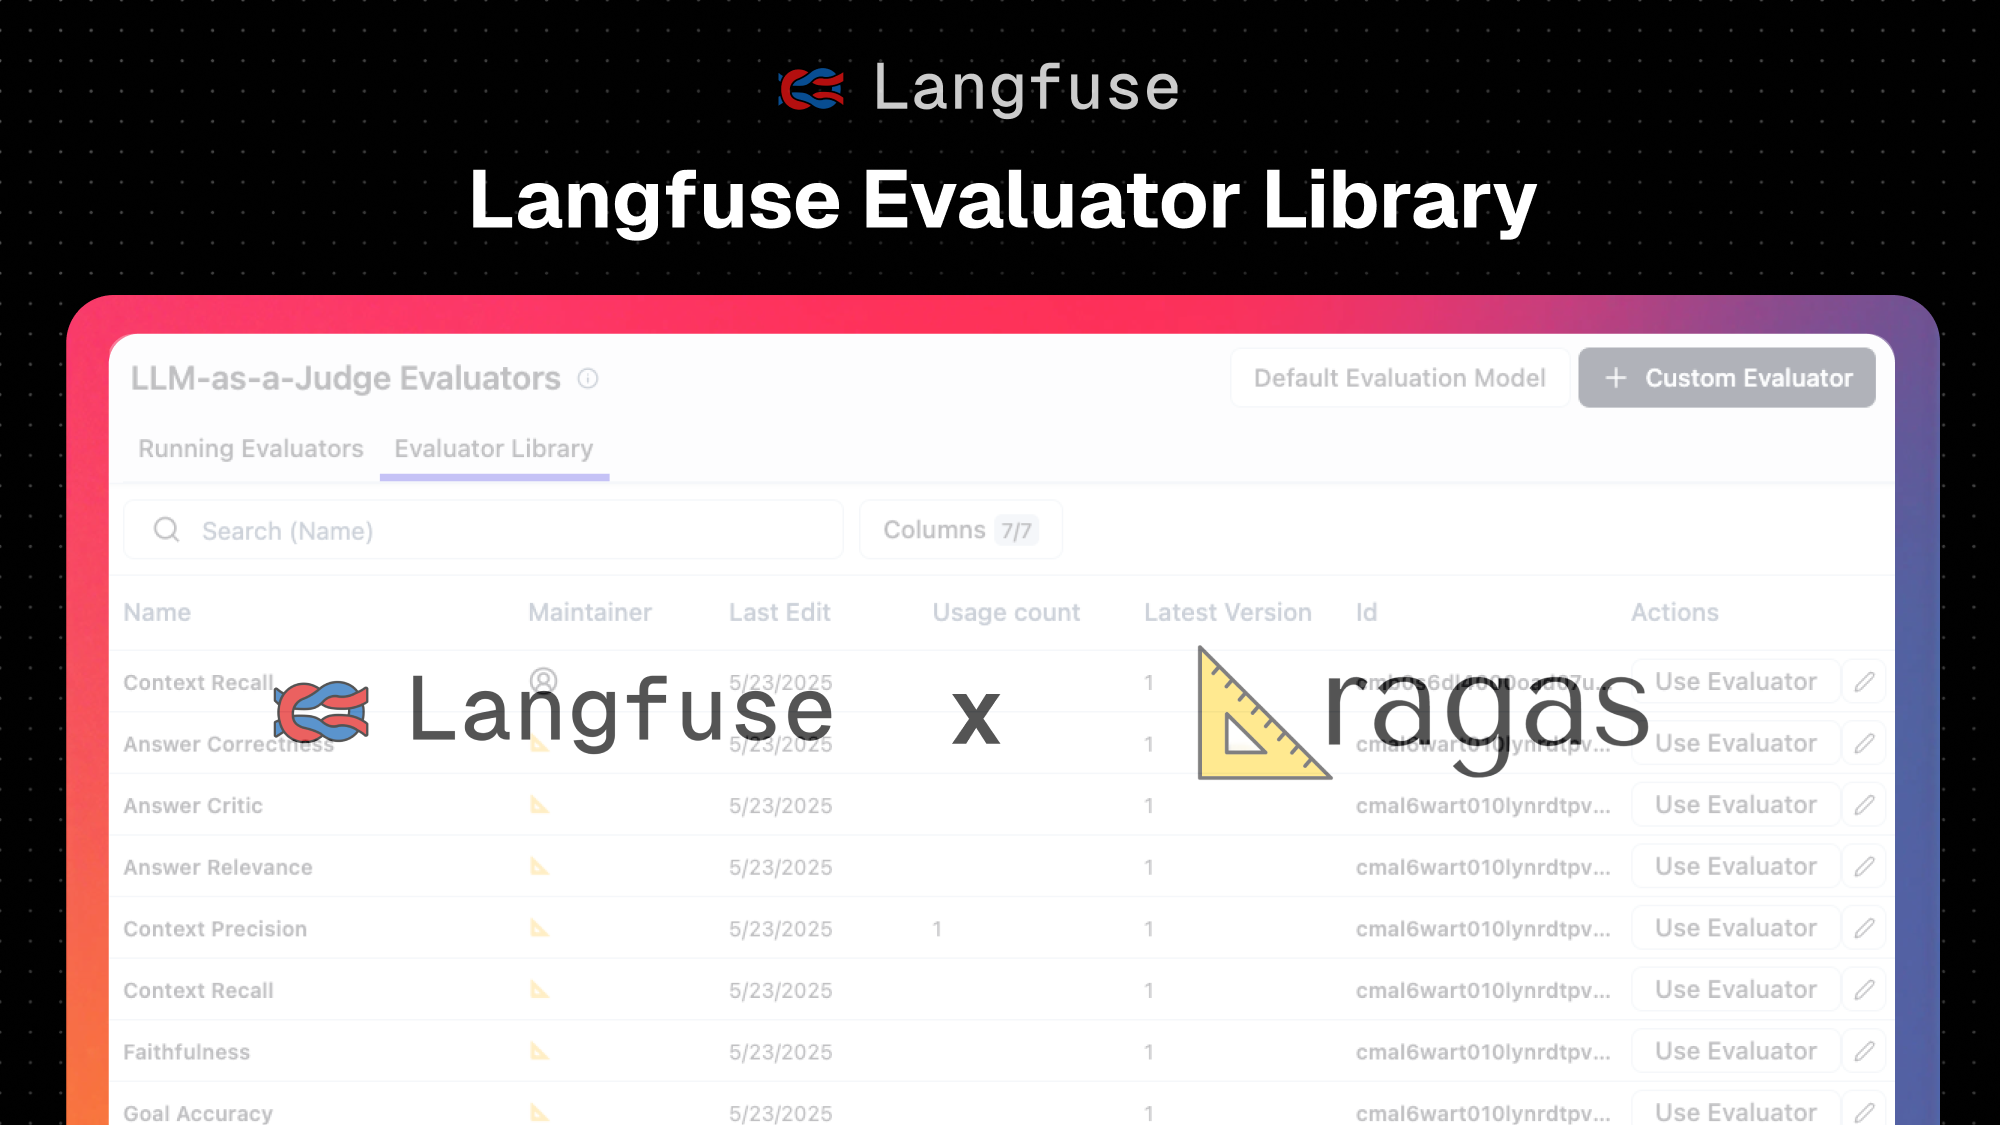 Langfuse
Langfuse Evaluator Library
LLM-as-a-Judge Evaluators
Default Evaluation Model
+ Custom Evaluator
Running Evaluators
Evaluator Library
Search (Name)
Columns 7/7
Name Maintainer Last Edit Usage count Latest Version Id Actions
Context Recall 5/23/2025 1 Use Evaluator
Langfuse x ragas
Answer Correctness 5/23/2025 1 cmal6wart010lynrdtpv... Use Evaluator
Answer Critic 5/23/2025 1 cmal6wart010lynrdtpv... Use Evaluator
Answer Relevance 5/23/2025 1 cmal6wart010lynrdtpv... Use Evaluator
Context Precision 5/23/2025 1 1 cmal6wart010lynrdtpv... Use Evaluator
Context Recall 5/23/2025 1 cmal6wart010lynrdtpv... Use Evaluator
Faithfulness 5/23/2025 1 cmal6wart010lynrdtpv... Use Evaluator
Goal Accuracy 5/23/2025 1 cmal6wart010lynrdtpv... Use Evaluator